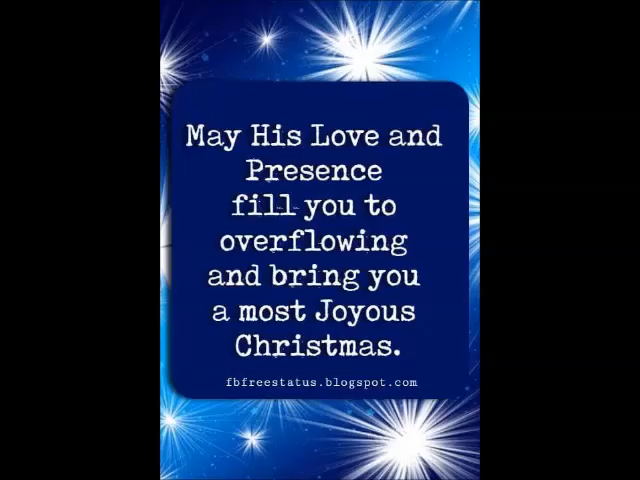 May His Love and
Presence
fill you to
overflowing
and bring you
a most Joyous
Christmas.
fbfreestatus.blogspot.com